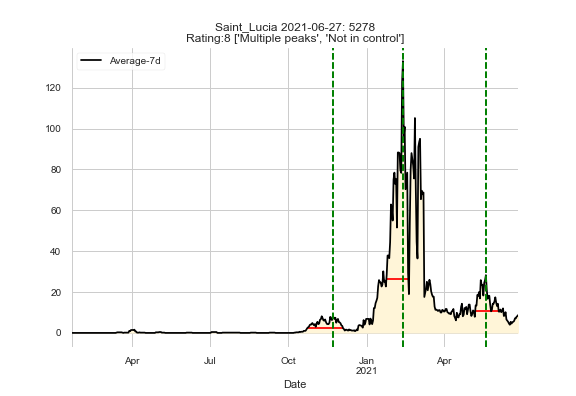 Saint_Lucia 2021-06-27: 5278
Rating:8 ['Multiple peaks', 'Not in control']
Average-7d
120
100
80
60
40
20
0
Apr
Jul
Oct
Jan
2021
Apr
Date